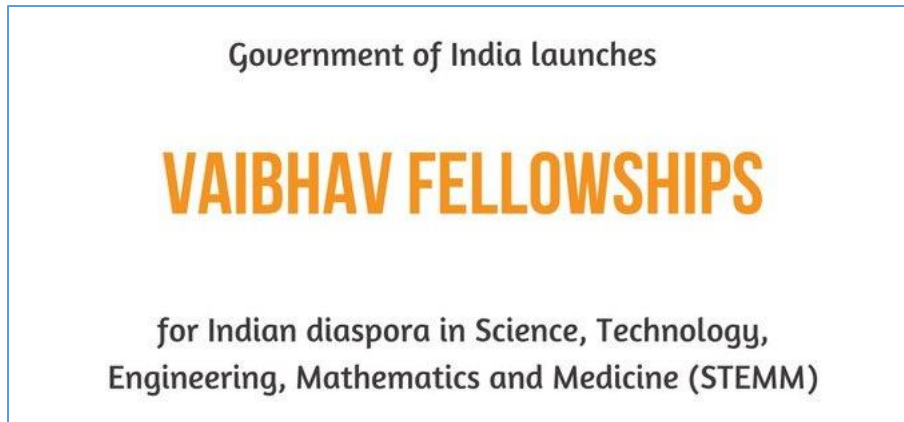 Government of India launches
VAIBHAV FELLOWSHIPS
for Indian diaspora in Science, Technology,
Engineering, Mathematics and Medicine (STEMM)